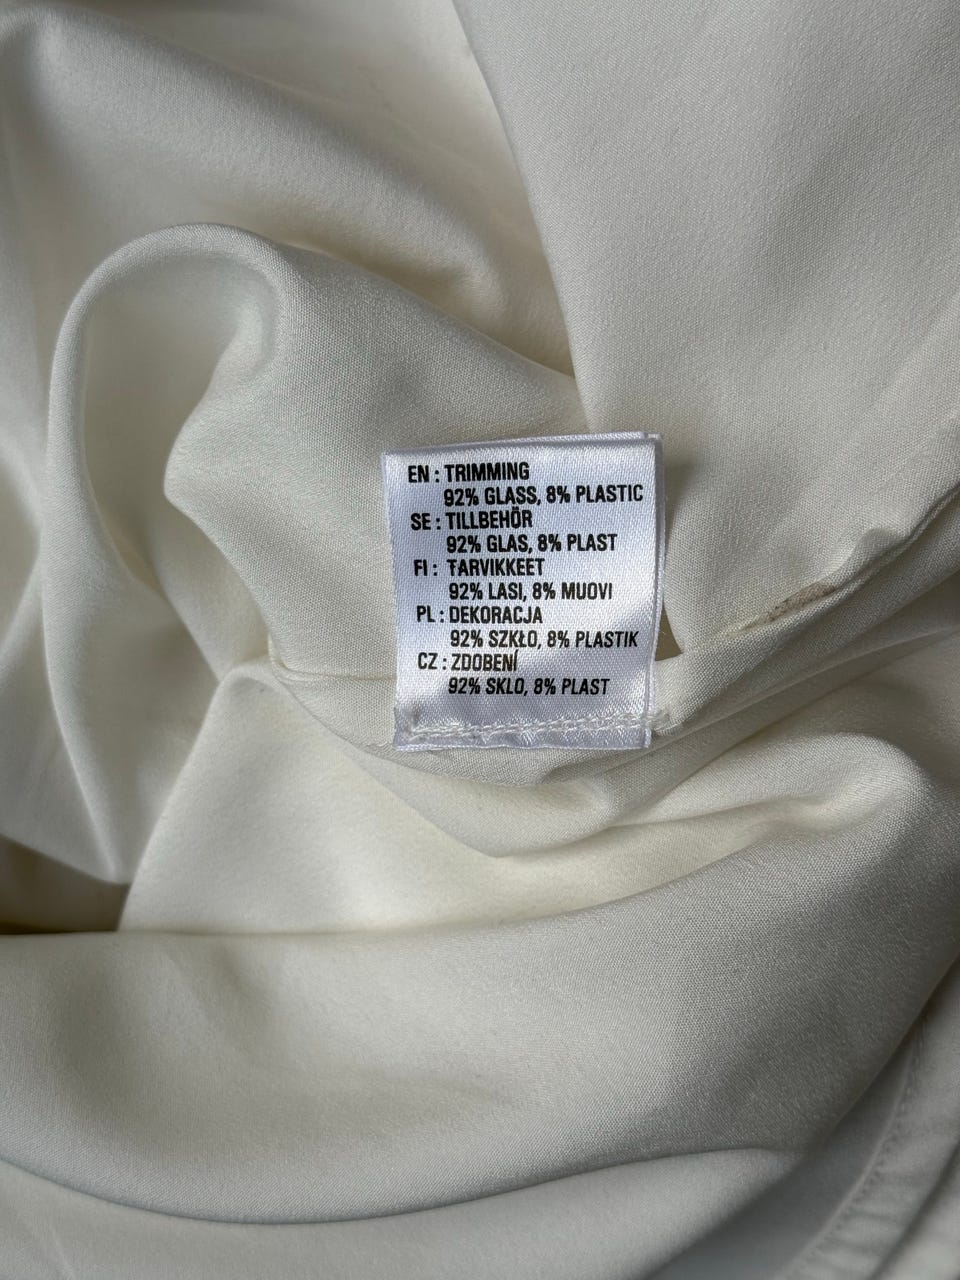 EN : TRIMMING
92% GLASS, 8% PLASTIC
SE : TILLBEHÖR
92% GLAS, 8% PLAST
FI : TARVIKKEET
92% LASI, 8% MUOVI
PL : DEKORACJA
92% SZKŁO, 8% PLASTIK
CZ : ZDOBENÍ
92% SKLO, 8% PLAST